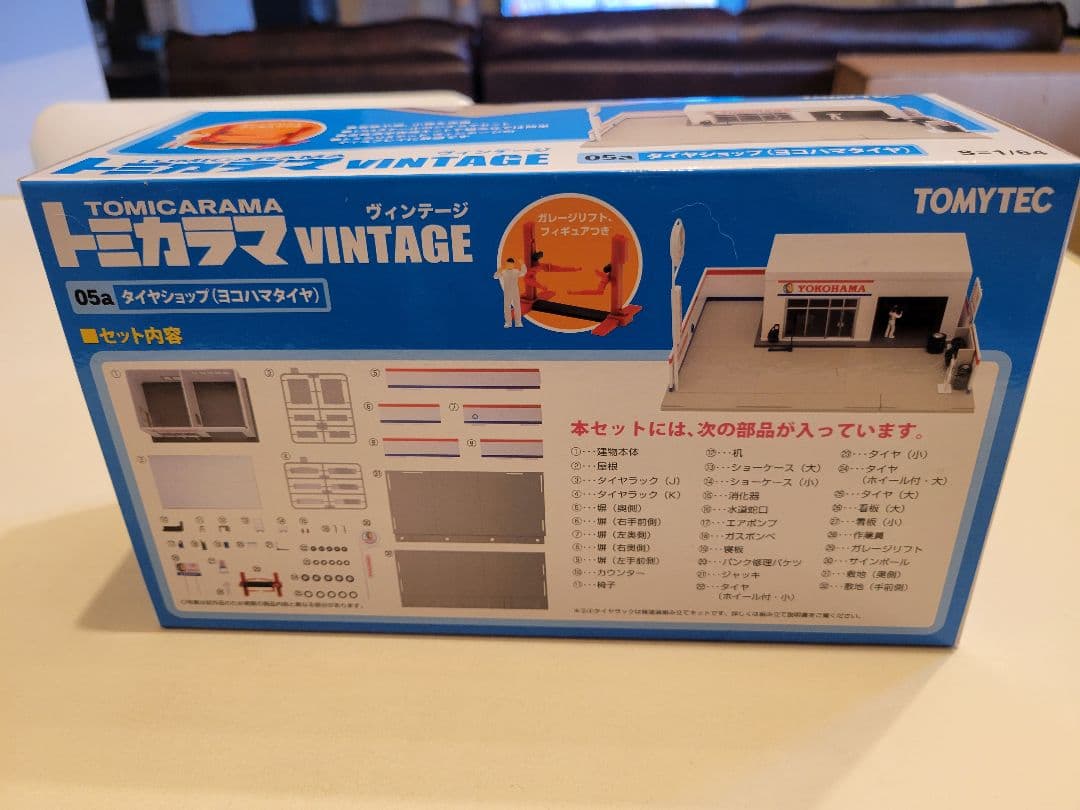 トミカラマ VINTAGE
ヴィンテージ
05a タイヤショップ(ヨコハマタイヤ)
S=1/64
TOMICARAMA
トミカラマ
ヴィンテージ
VINTAGE
05a タイヤショップ(ヨコハマタイヤ)
ガレージリフト、
フィギュアつき
TOMYTEC
YOKOHAMA
■セット内容
本セットには、次の部品が入っています。
①…建物本体
②…屋根
③…タイヤラック(J)
④…タイヤラック(K)
⑤…塀(奥側)
⑥…塀(右手前側)
⑦…塀(左奥側)
⑧…塀(右奥側)
⑨…塀(左手前側)
⑩…カウンター
⑪…椅子
⑫…机
⑬…ショーケース(大)
⑭…ショーケース(小)
⑮…消化器
⑯…水道蛇口
⑰…エアポンプ
⑱…ガスボンベ
⑲…寝板
⑳…パンク修理バケツ
㉑…ジャッキ
㉒…タイヤ
(ホイール付・小)
㉓…タイヤ(小)
㉔…タイヤ
(ホイール付・大)
㉕…タイヤ(大)
㉖…看板(大)
㉗…看板(小)
㉘…作業員
㉙…ガレージリフト
㉚…サインポール
㉛…敷地(奥側)
㉜…敷地(手前側)